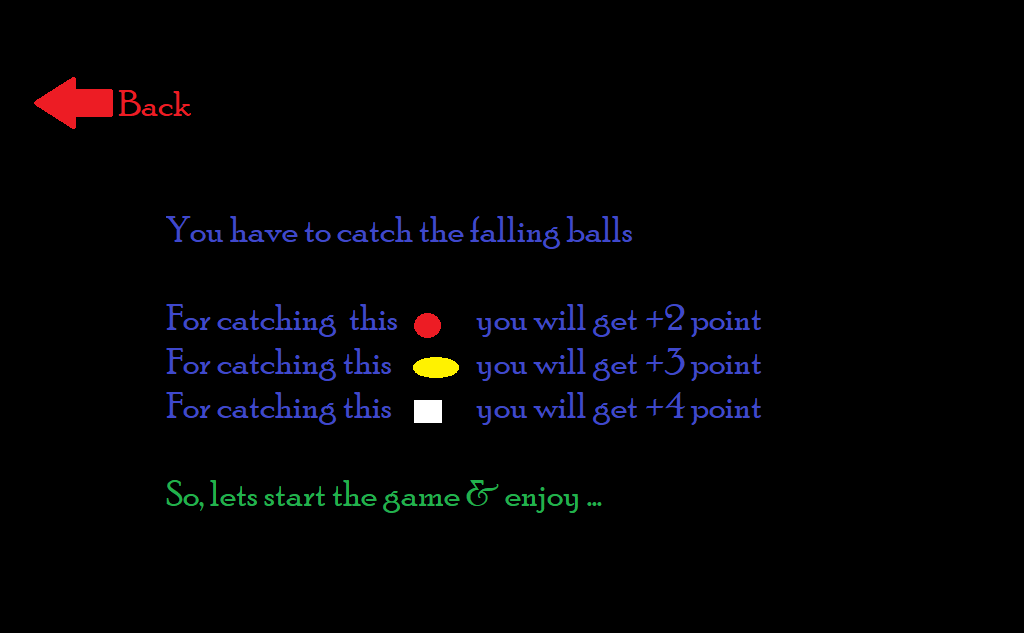 Back
You have to catch the falling balls
For catching this you will get +2 point
For catching this you will get +3 point
For catching this you will get +4 point
So, lets start the game & enjoy ...